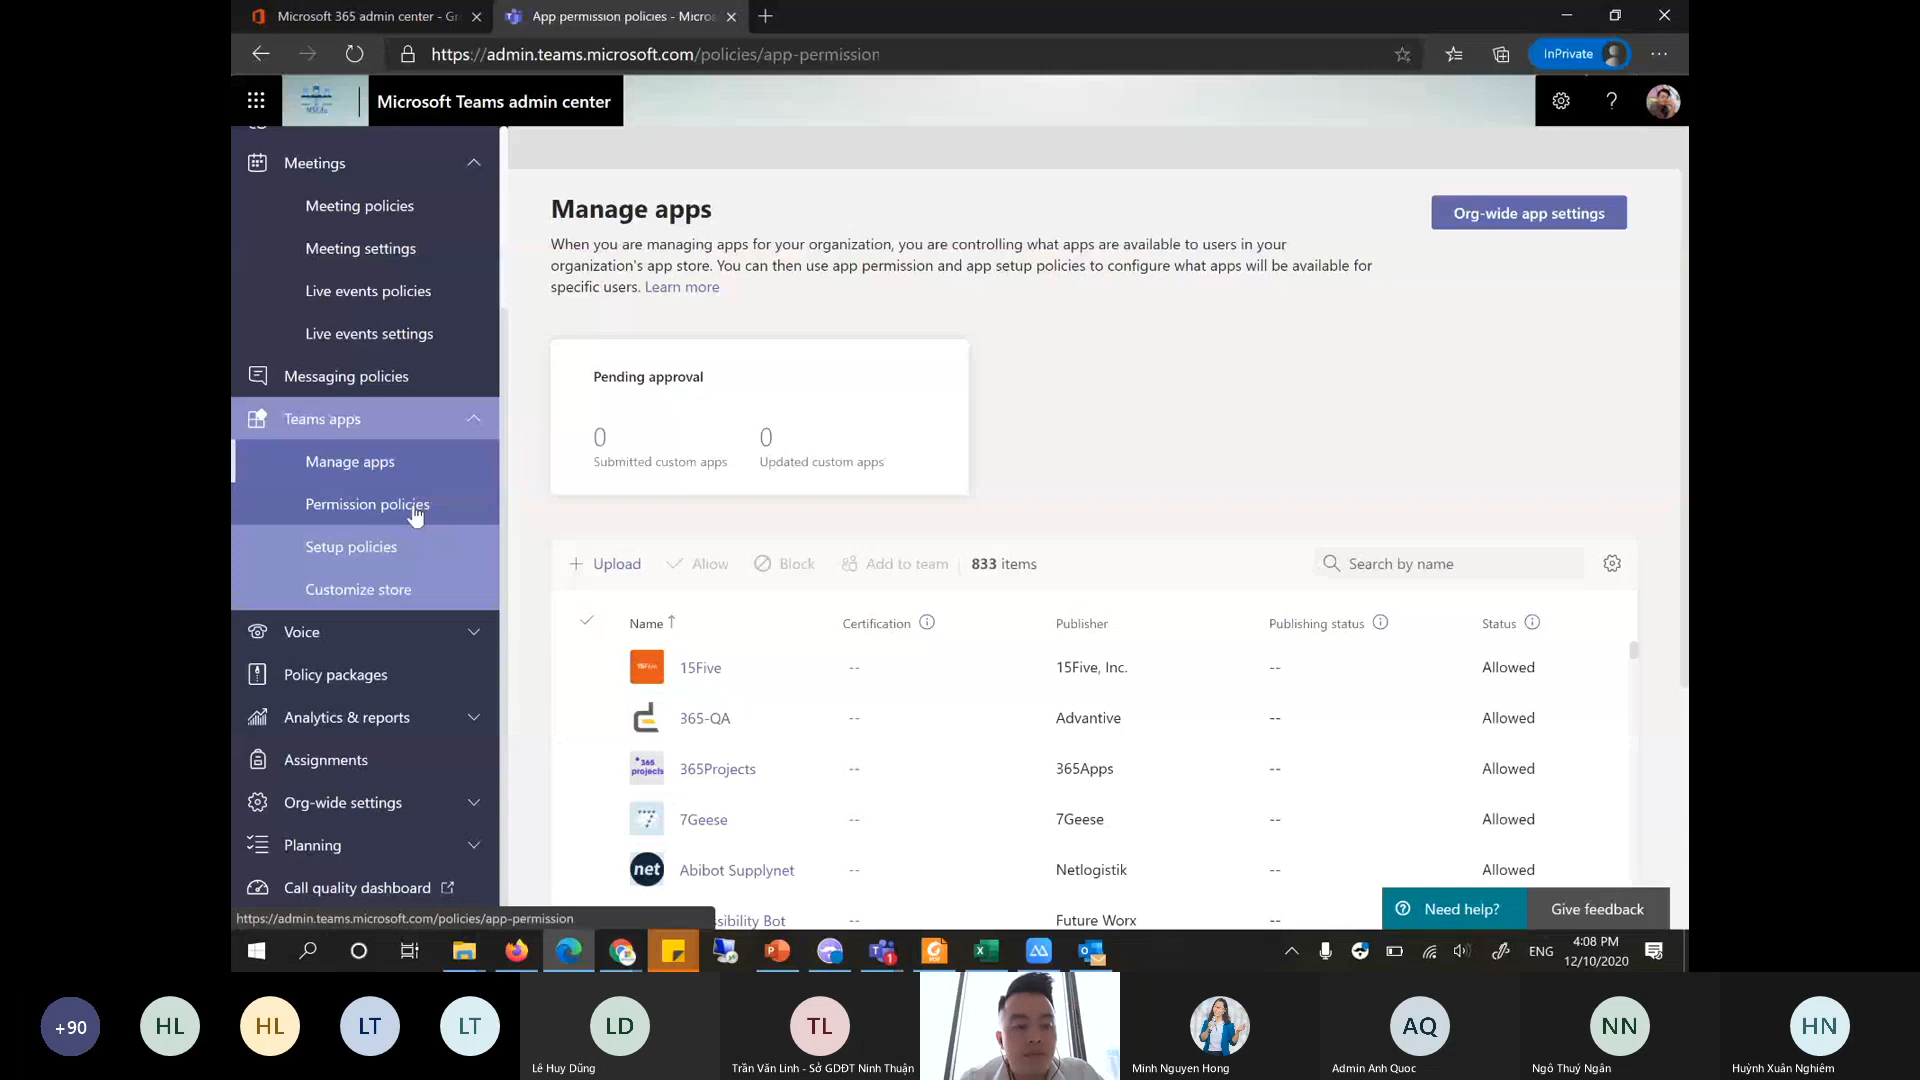 Microsoft 365 admin center - Gr
App permission policies - Micros
https://admin.teams.microsoft.com/policies/app-permission
InPrivate
Microsoft Teams admin center
Meetings
Meeting policies
Meeting settings
Live events policies
Live events settings
Messaging policies
Teams apps
Manage apps
Permission policies
Setup policies
Customize store
Voice
Policy packages
Analytics & reports
Assignments
Org-wide settings
Planning
Call quality dashboard
https://admin.teams.microsoft.com/policies/app-permission
Manage apps
Org-wide app settings
When you are managing apps for your organization, you are controlling what apps are available to users in your
organization's app store. You can then use app permission and app setup policies to configure what apps will be available for
specific users. Learn more
Pending approval
0 0
Submitted custom apps Updated custom apps
Upload Allow Block Add to team 833 items Search by name
Name Certification Publisher Publishing status Status
15Five -- 15Five, Inc. -- Allowed
365-QA -- Advantive -- Allowed
365 projects 365Projects -- 365Apps -- Allowed
7Geese -- 7Geese -- Allowed
net Abibot Supplynet -- Netlogistik -- Allowed
ssibility Bot Future Worx
Need help? Give feedback
ENG 4:08 PM
12/10/2020
+90 HL HL LT LT LD TL AQ NN HN
Lê Huy Dũng Trần Văn Linh - Sở GDĐT Ninh Thuận Minh Nguyen Hong Admin Anh Quoc Ngô Thuý Ngân Huỳnh Xuân Nghiêm